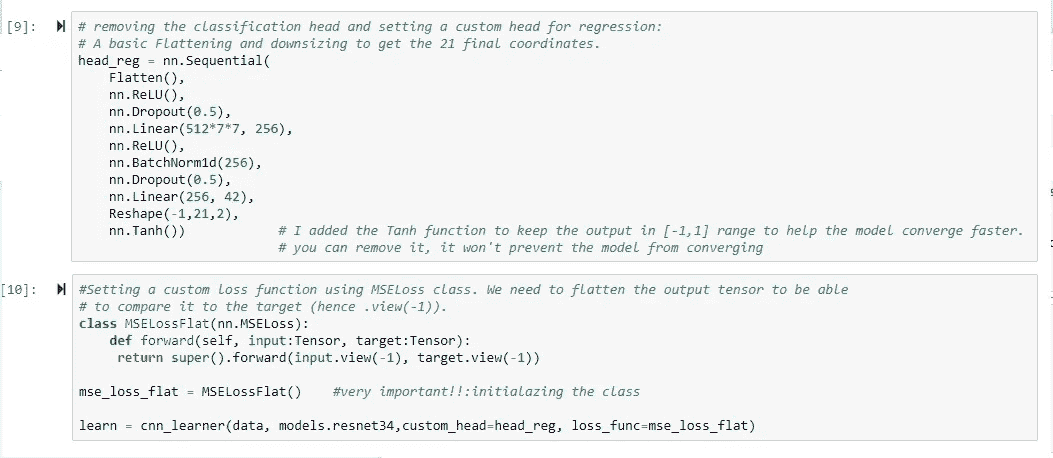 [9]: # removing the classification head and setting a custom head for regression:
# A basic Flattening and downsizing to get the 21 final coordinates.
head_reg = nn.Sequential(
Flatten(),
nn.ReLU(),
nn.Dropout(0.5),
nn.Linear(512*7*7, 256),
nn.ReLU(),
nn.BatchNorm1d(256),
nn.Dropout(0.5),
nn.Linear(256, 42),
Reshape(-1,21,2),
nn.Tanh()) # I added the Tanh function to keep the output in [-1,1] range to help the model converge faster.
# you can remove it, it won't prevent the model from converging
[10]: #Setting a custom loss function using MSELoss class. We need to flatten the output tensor to be able
# to compare it to the target (hence .view(-1)).
class MSELossFlat(nn.MSELoss):
def forward(self, input:Tensor, target:Tensor):
return super().forward(input.view(-1), target.view(-1))
mse_loss_flat = MSELossFlat() #very important!!:initialazing the class
learn = cnn_learner(data, models.resnet34,custom_head=head_reg, loss_func=mse_loss_flat)